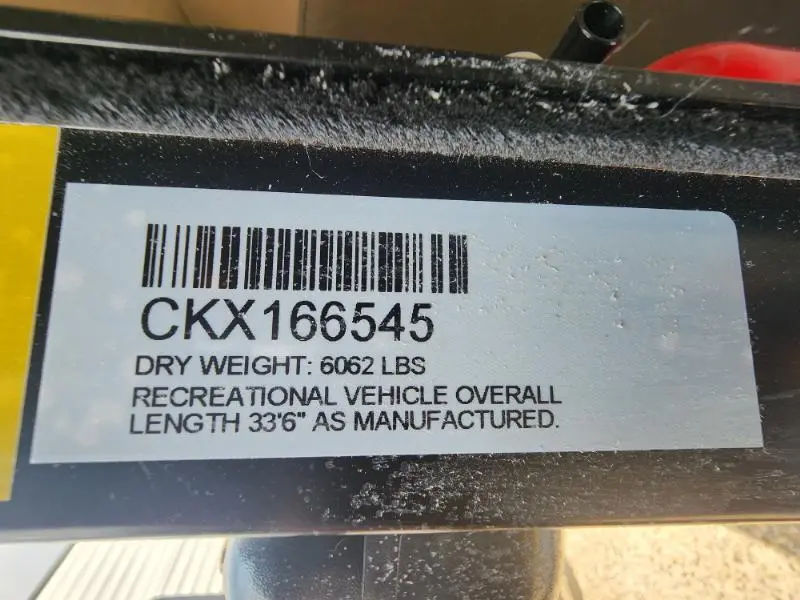 CKX166545
DRY WEIGHT: 6062 LBS
RECREATIONAL VEHICLE OVERALL
LENGTH 33'6" AS MANUFACTURED.